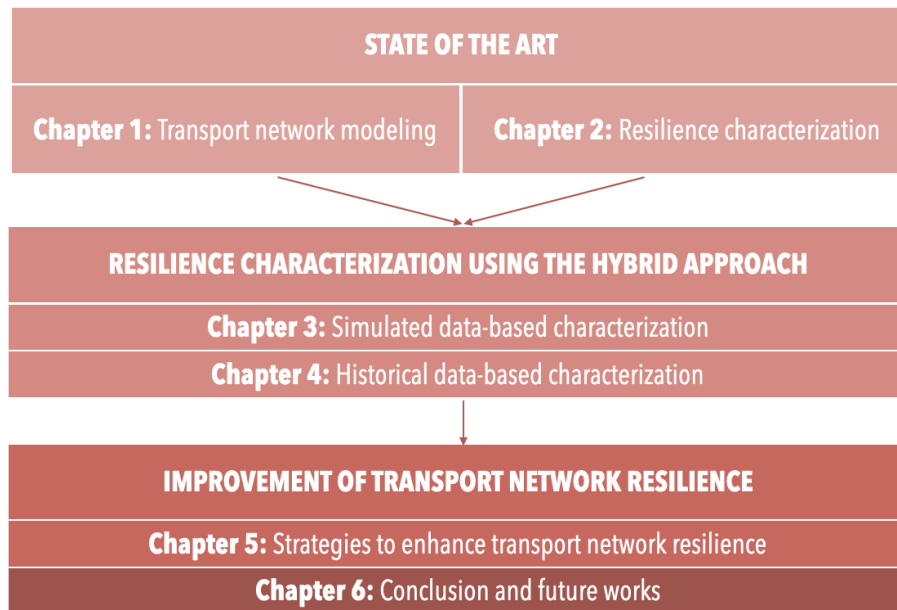 STATE OF THE ART
Chapter 1: Transport network modeling
Chapter 2: Resilience characterization
RESILIENCE CHARACTERIZATION USING THE HYBRID APPROACH
Chapter 3: Simulated data-based characterization
Chapter 4: Historical data-based characterization
IMPROVEMENT OF TRANSPORT NETWORK RESILIENCE
Chapter 5: Strategies to enhance transport network resilience
Chapter 6: Conclusion and future works